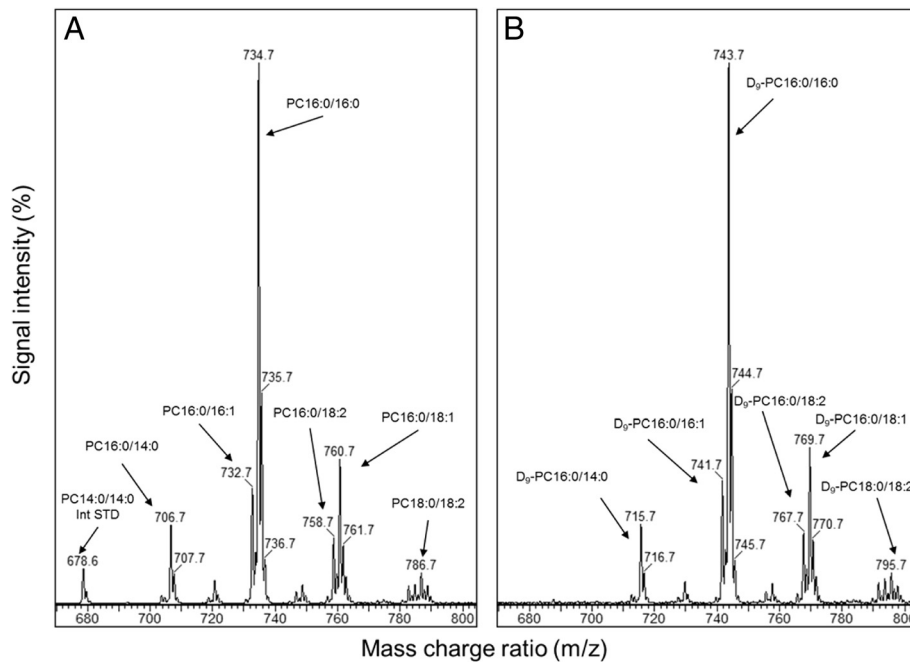 A
734.7
PC16:0/16:0
735.7
PC16:0/16:1
PC16:0/18:2
PC16:0/18:1
760.7
732.7
PC16:0/14:0
PC14:0/14:0
Int STD
706.7
758.7
761.7
PC18:0/18:2
707.7
736.7
678.6
786.7
680
700
720
740
760
780
B
743.7
D₉-PC16:0/16:0
744.7
D₉-PC16:0/18:2
D₉-PC16:0/18:1
D₉-PC16:0/16:1
769.7
D₉-PC16:0/14:0
741.7
D₉-PC18:0/18:2
715.7
767.7
770.7
716.7
745.7
795.7
700
720
740
760
780
800
Signal intensity (%)
Mass charge ratio (m/z)